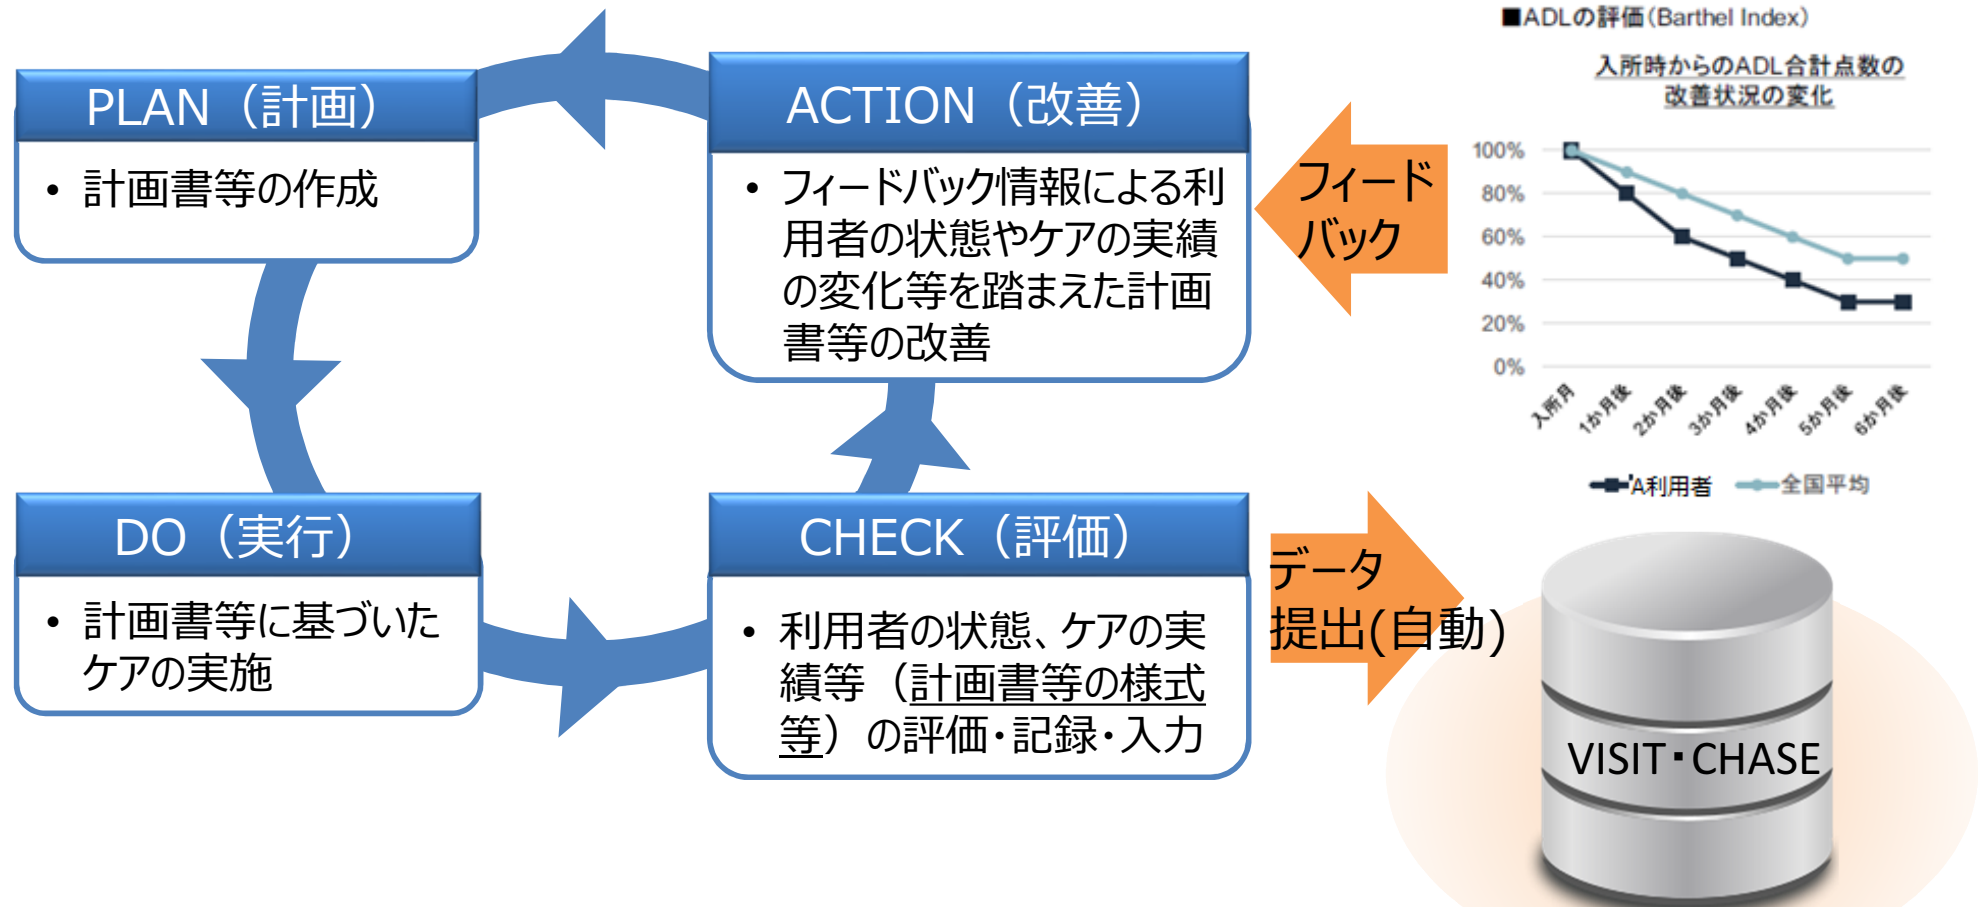 PLAN（計画）
• 計画書等の作成
ACTION（改善）
• フィードバック情報による利
用者の状態やケアの実績
の変化等を踏まえた計画
書等の改善
DO（実行）
• 計画書等に基づいた
ケアの実施
CHECK（評価）
• 利用者の状態、ケアの実
績等（計画書等の様式
等）の評価・記録・入力
フィード
バック
データ
提出(自動)
■ADLの評価（Barthel Index）
入所時からのADL合計点数の
改善状況の変化
100%
80%
60%
40%
20%
0%
入所月
1か月後
2か月後
3か月後
4か月後
5か月後
6か月後
A利用者
全国平均
VISIT・CHASE